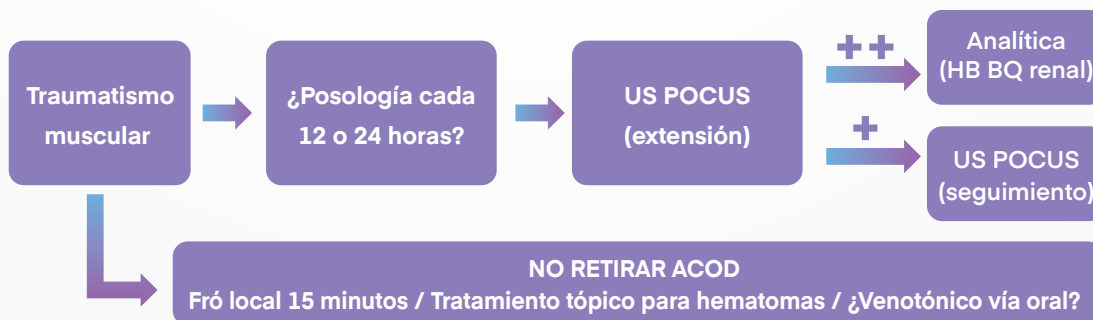 Traumatismo
muscular
¿Posología cada
12 o 24 horas?
US POCUS
(extensión)
++
Analítica
(HB BQ renal)
+
US POCUS
(seguimiento)
NO RETIRAR ACOD
Fró local 15 minutos / Tratamiento tópico para hematomas / ¿Venotónico vía oral?